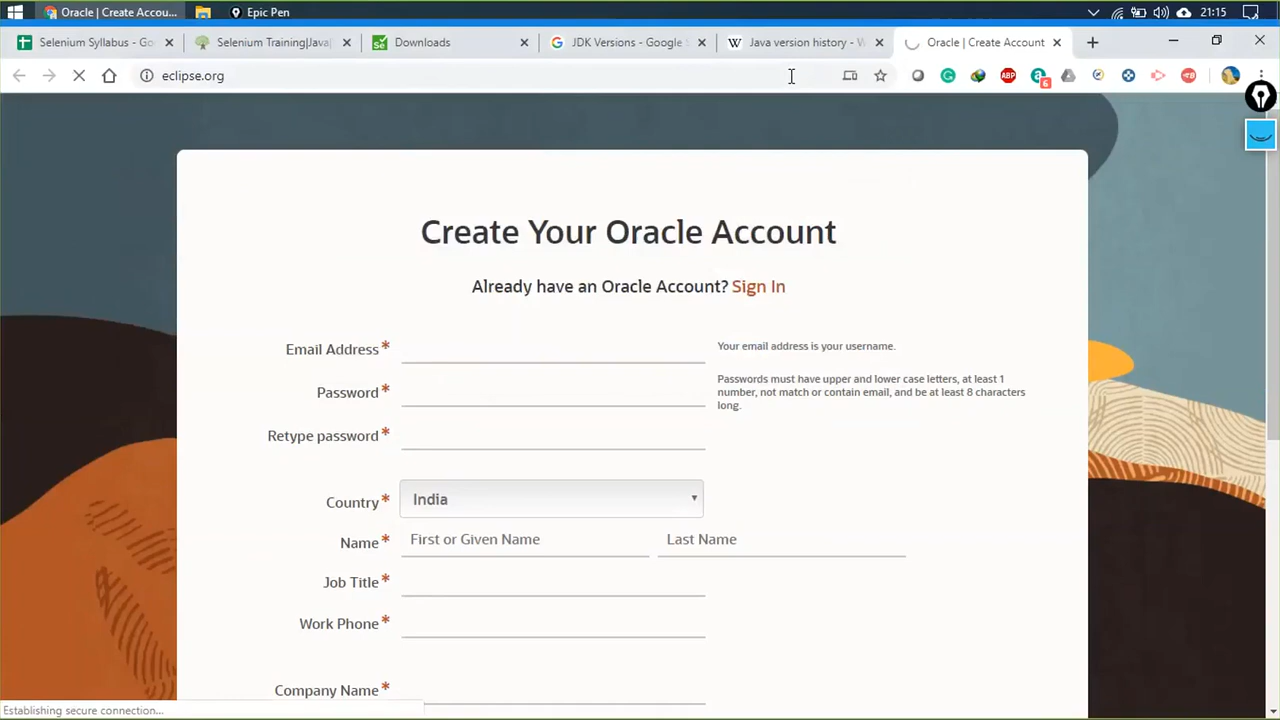 Oracle | Create Accou...
Epic Pen
21:15
Selenium Syllabus - Go
Selenium Training|Java|
Downloads
JDK Versions - Google S
Java version history - W
Oracle | Create Account
eclipse.org
ABP
6
Create Your Oracle Account
Already have an Oracle Account? Sign In
Email Address*
Your email address is your username.
Password*
Passwords must have upper and lower case letters, at least 1
number, not match or contain email, and be at least 8 characters
long.
Retype password*
Country*
India
Name*
First or Given Name
Last Name
Job Title*
Work Phone*
Company Name*
Establishing secure connection...